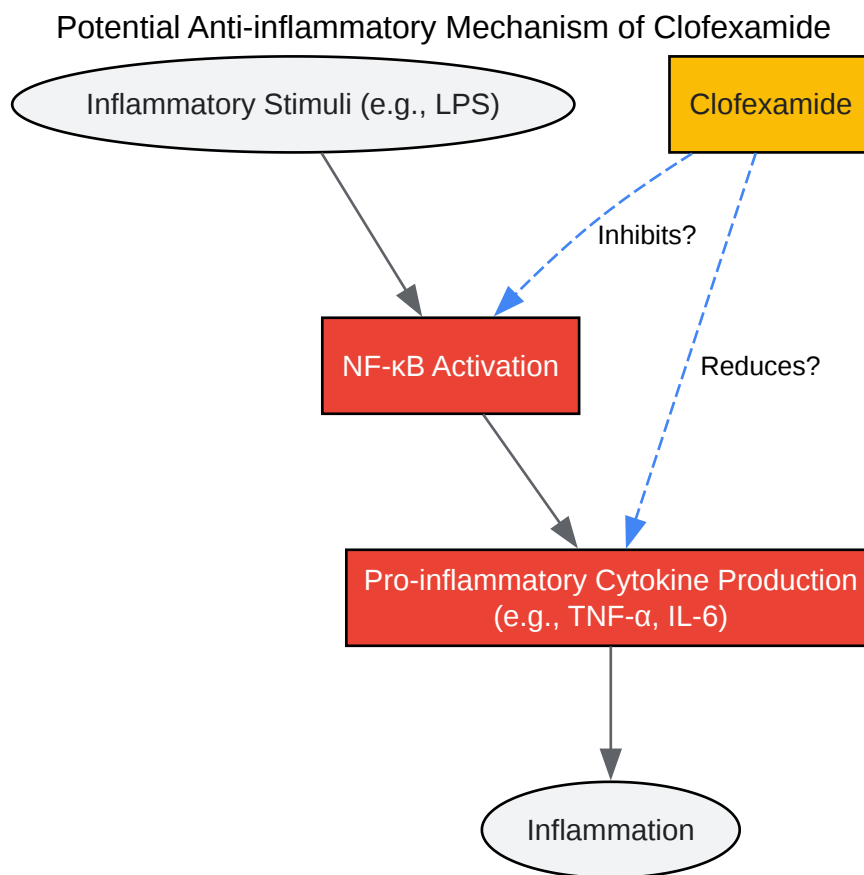 Potential Anti-inflammatory Mechanism of Clofexamide
Inflammatory Stimuli (e.g., LPS)
Clofexamide
Inhibits?
NF-κB Activation
Reduces?
Pro-inflammatory Cytokine Production
(e.g., TNF-α, IL-6)
Inflammation